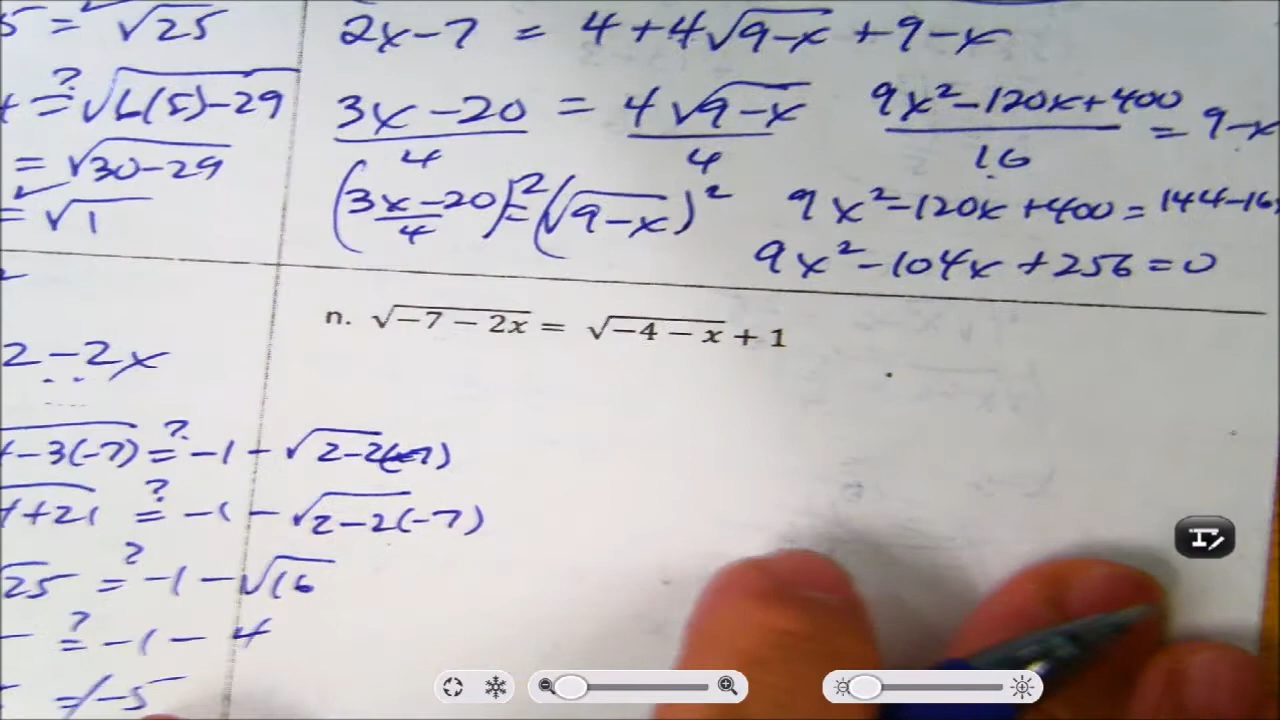 5 = √25
2x-7 = 4+4√9-x +9-x
=? √6(5)-29
3x-20/4 = 4√9-x/4
9x²-120x+400/16 = 9-x
= √30-29
(3x-20/4)² = (√9-x)²
9x²-120x+400 = 144-16
= √1
9x²-104x+256=0
n. √-7 - 2x = √-4 - x + 1
2-2x
-3(-7) =? -1 - √2-2(-7)
+21 =? -1 - √2-2(-7)
25 =? -1 - √16
=? -1 - 4
≠ -5